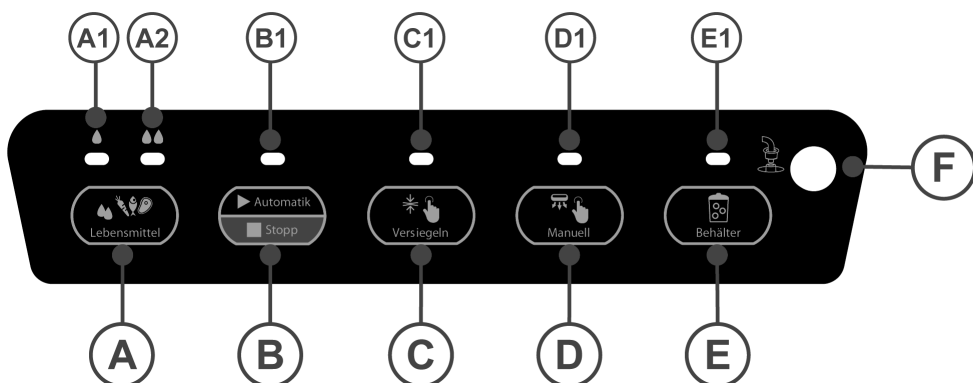 A1 A2 B1 C1 D1 E1
F
Lebensmittel
Automatik
Stopp
Versiegeln
Manuell
Behälter
A B C D E